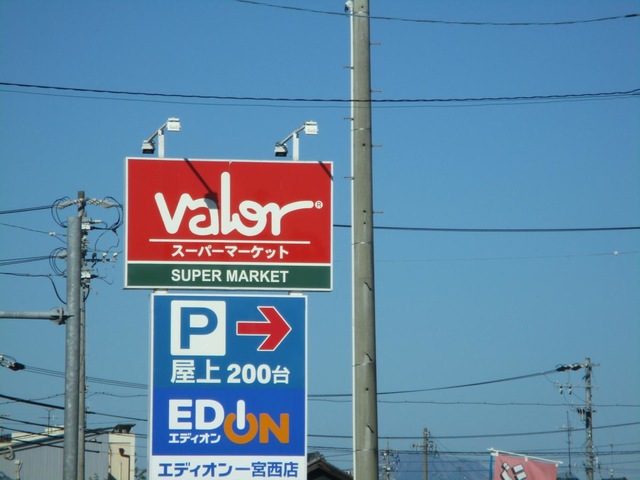 valor®
スーパーマーケット
SUPER MARKET
P
屋上 200台
EDION
エディオン
エディオン一宮西店